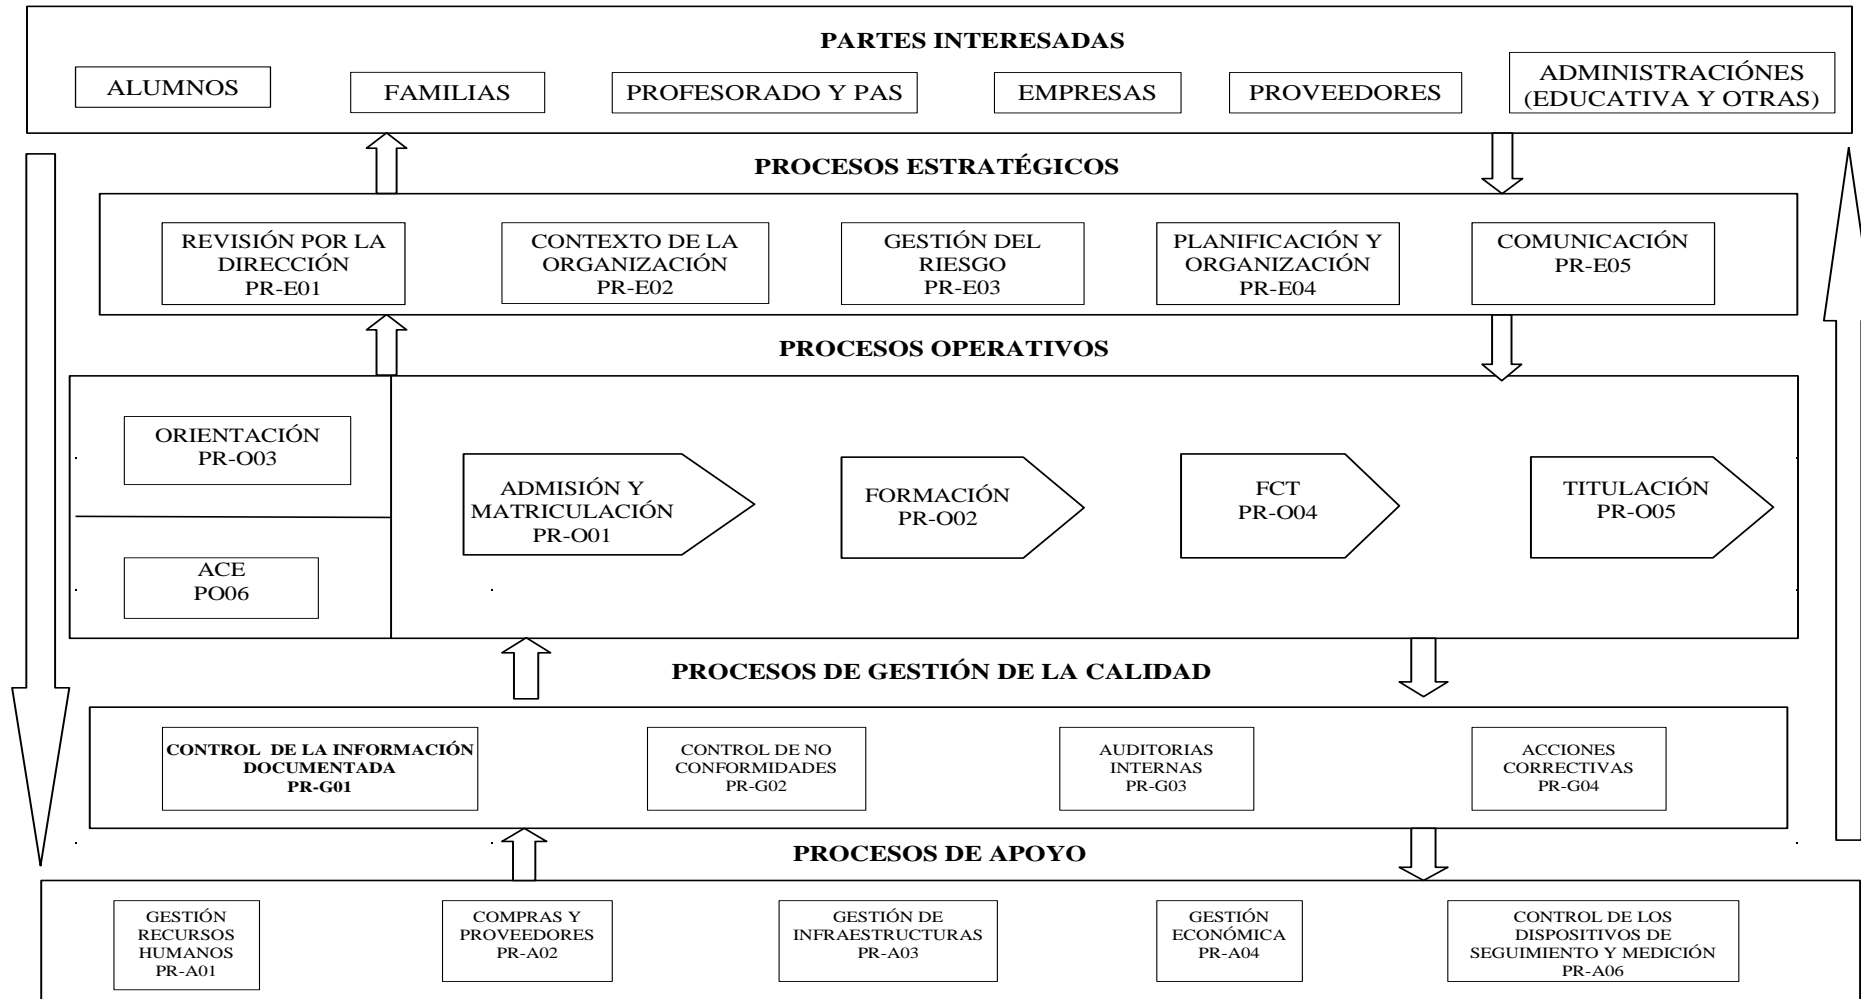 PARTES INTERESADAS
ALUMNOS
FAMILIAS
PROFESORADO Y PAS
EMPRESAS
PROVEEDORES
ADMINISTRACIÓNES
(EDUCATIVA Y OTRAS)
PROCESOS ESTRATÉGICOS
REVISIÓN POR LA
DIRECCIÓN
PR-E01
CONTEXTO DE LA
ORGANIZACIÓN
PR-E02
GESTIÓN DEL
RIESGO
PR-E03
PLANIFICACIÓN Y
ORGANIZACIÓN
PR-E04
COMUNICACIÓN
PR-E05
PROCESOS OPERATIVOS
ORIENTACIÓN
PR-O03
ACE
PO06
ADMISIÓN Y
MATRICULACIÓN
PR-O01
FORMACIÓN
PR-O02
FCT
PR-O04
TITULACIÓN
PR-O05
PROCESOS DE GESTIÓN DE LA CALIDAD
CONTROL DE LA INFORMACIÓN
DOCUMENTADA
PR-G01
CONTROL DE NO
CONFORMIDADES
PR-G02
AUDITORIAS
INTERNAS
PR-G03
ACCIONES
CORRECTIVAS
PR-G04
PROCESOS DE APOYO
GESTIÓN
RECURSOS
HUMANOS
PR-A01
COMPRAS Y
PROVEEDORES
PR-A02
GESTIÓN DE
INFRAESTRUCTURAS
PR-A03
GESTIÓN
ECONÓMICA
PR-A04
CONTROL DE LOS
DISPOSITIVOS DE
SEGUIMIENTO Y MEDICIÓN
PR-A06